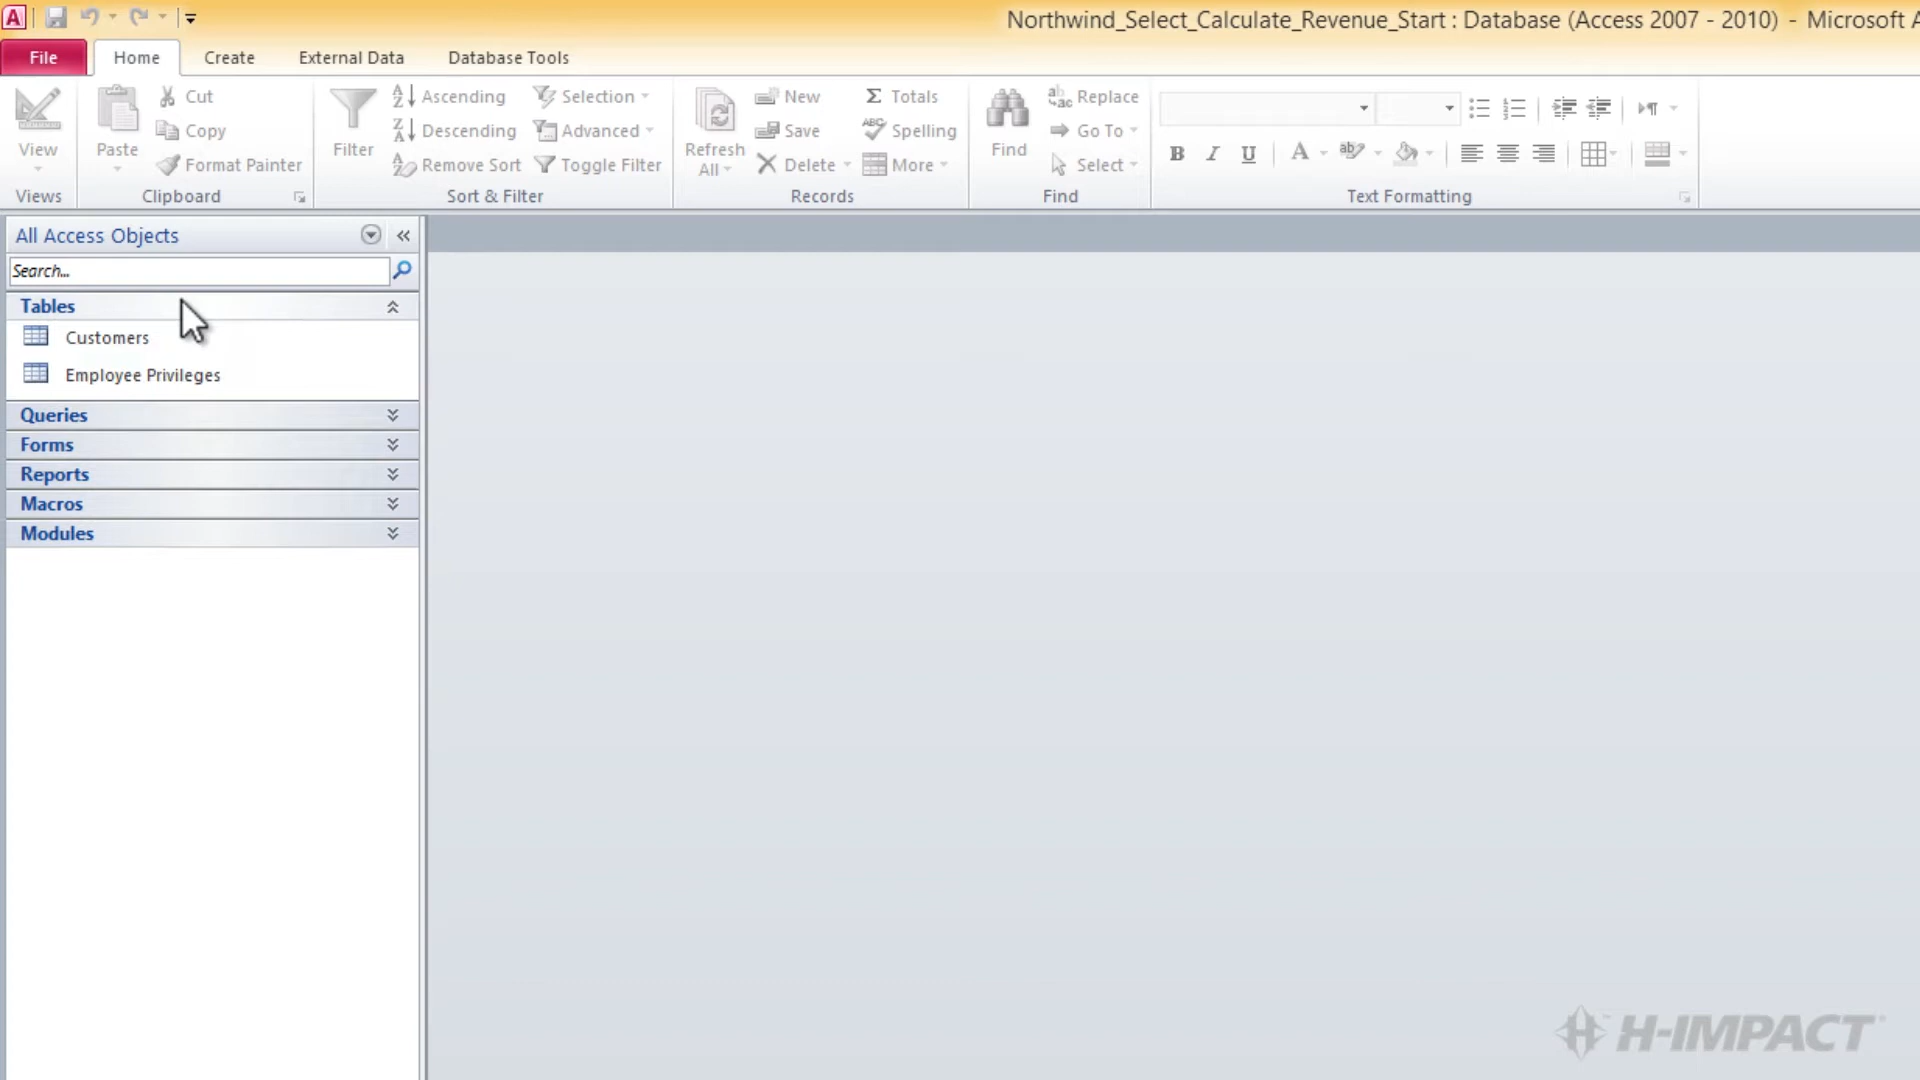 Northwind_Select_Calculate_Revenue_Start : Database (Access 2007 - 2010) - Microsoft A
File Home Create External Data Database Tools
View
Views
Paste
Cut
Copy
Format Painter
Clipboard
Filter
Ascending
Descending
Remove Sort
Selection
Advanced
Toggle Filter
Sort & Filter
Refresh
All
New
Save
Delete
Totals
Spelling
More
Records
Find
Replace
Go To
Select
Find
B I U A
Text Formatting
All Access Objects
Search...
Tables
Customers
Employee Privileges
Queries
Forms
Reports
Macros
Modules
H-IMPACT